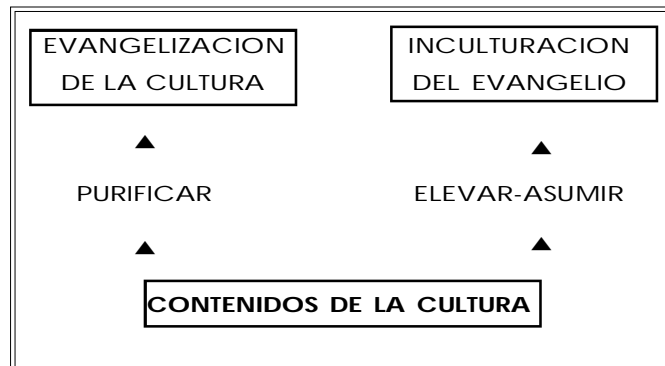 EVANGELIZACION
DE LA CULTURA
INCULTURACION
DEL EVANGELIO
PURIFICAR
ELEVAR-ASUMIR
CONTENIDOS DE LA CULTURA